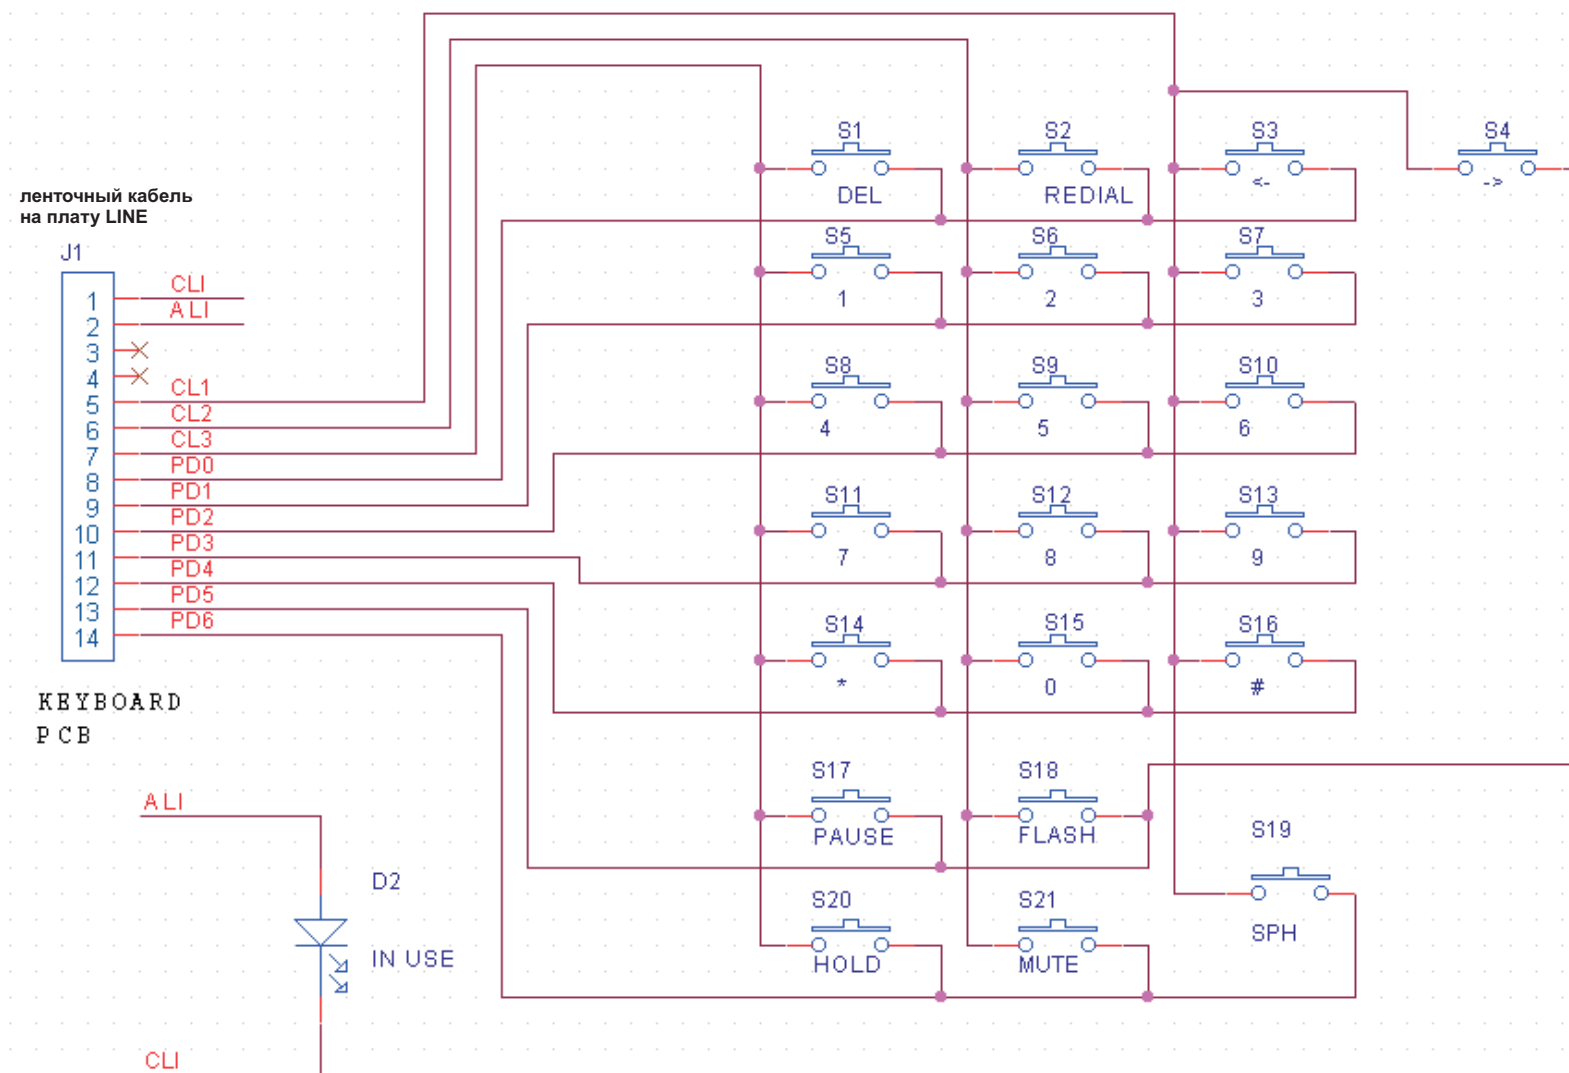 ленточный кабель
на плату LINE
J1
1 CLI
2 ALI
3
4
5 CL1
6 CL2
7 CL3
8 PD0
9 PD1
10 PD2
11 PD3
12 PD4
13 PD5
14 PD6
KEYBOARD
PCB
S1 S2 S3 S4
DEL REDIAL <- ->
S5 S6 S7
1 2 3
S8 S9 S10
4 5 6
S11 S12 S13
7 8 9
S14 S15 S16
* 0 #
S17 S18
PAUSE FLASH
S19
SPH
S20 S21
HOLD MUTE
ALI
D2
IN USE
CLI